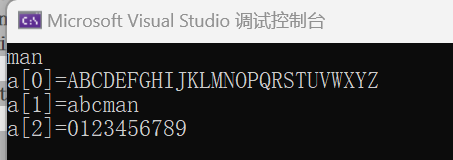 Microsoft Visual Studio 调试控制台
man
a[0]=ABCDEFGHIJKLMNOPQRSTUVWXYZ
a[1]=abcman
a[2]=0123456789